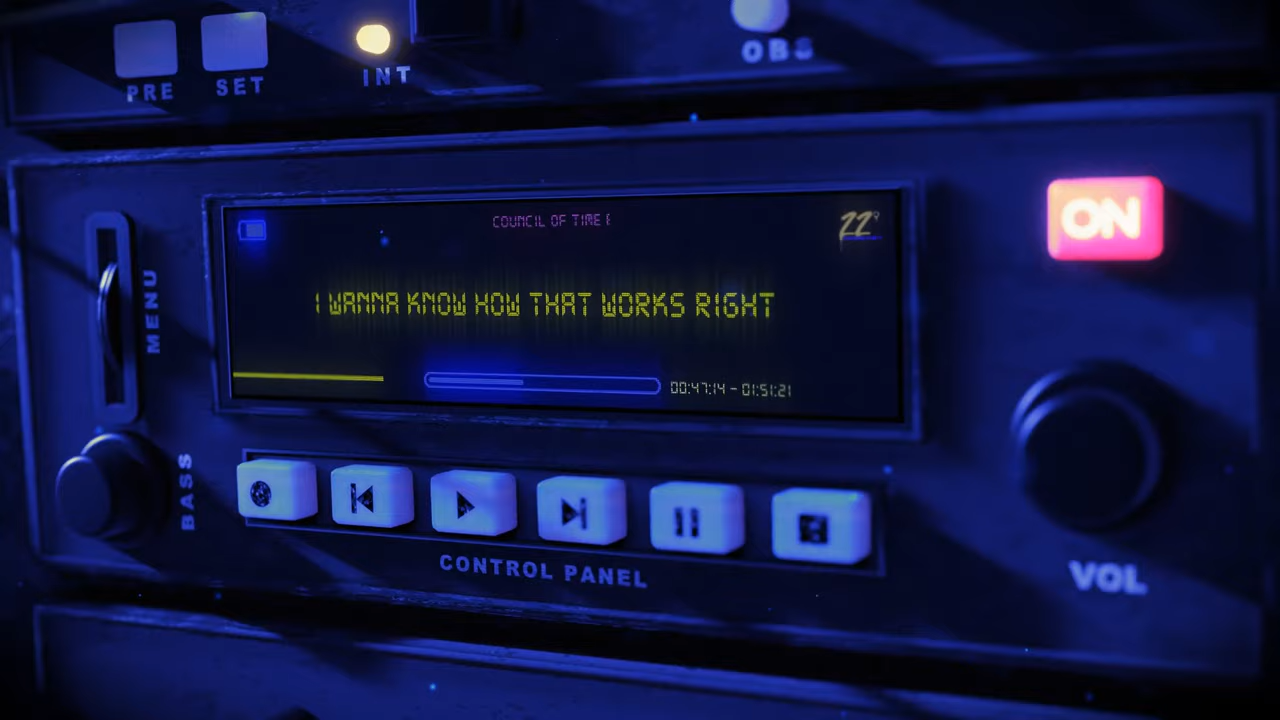 PRE
SET
INT
OBS
COUNCIL OF TIME
22°
ON
MENU
I WANNA KNOW HOW THAT WORKS RIGHT
00:47:14 - 01:51:21
BASS
CONTROL PANEL
VOL